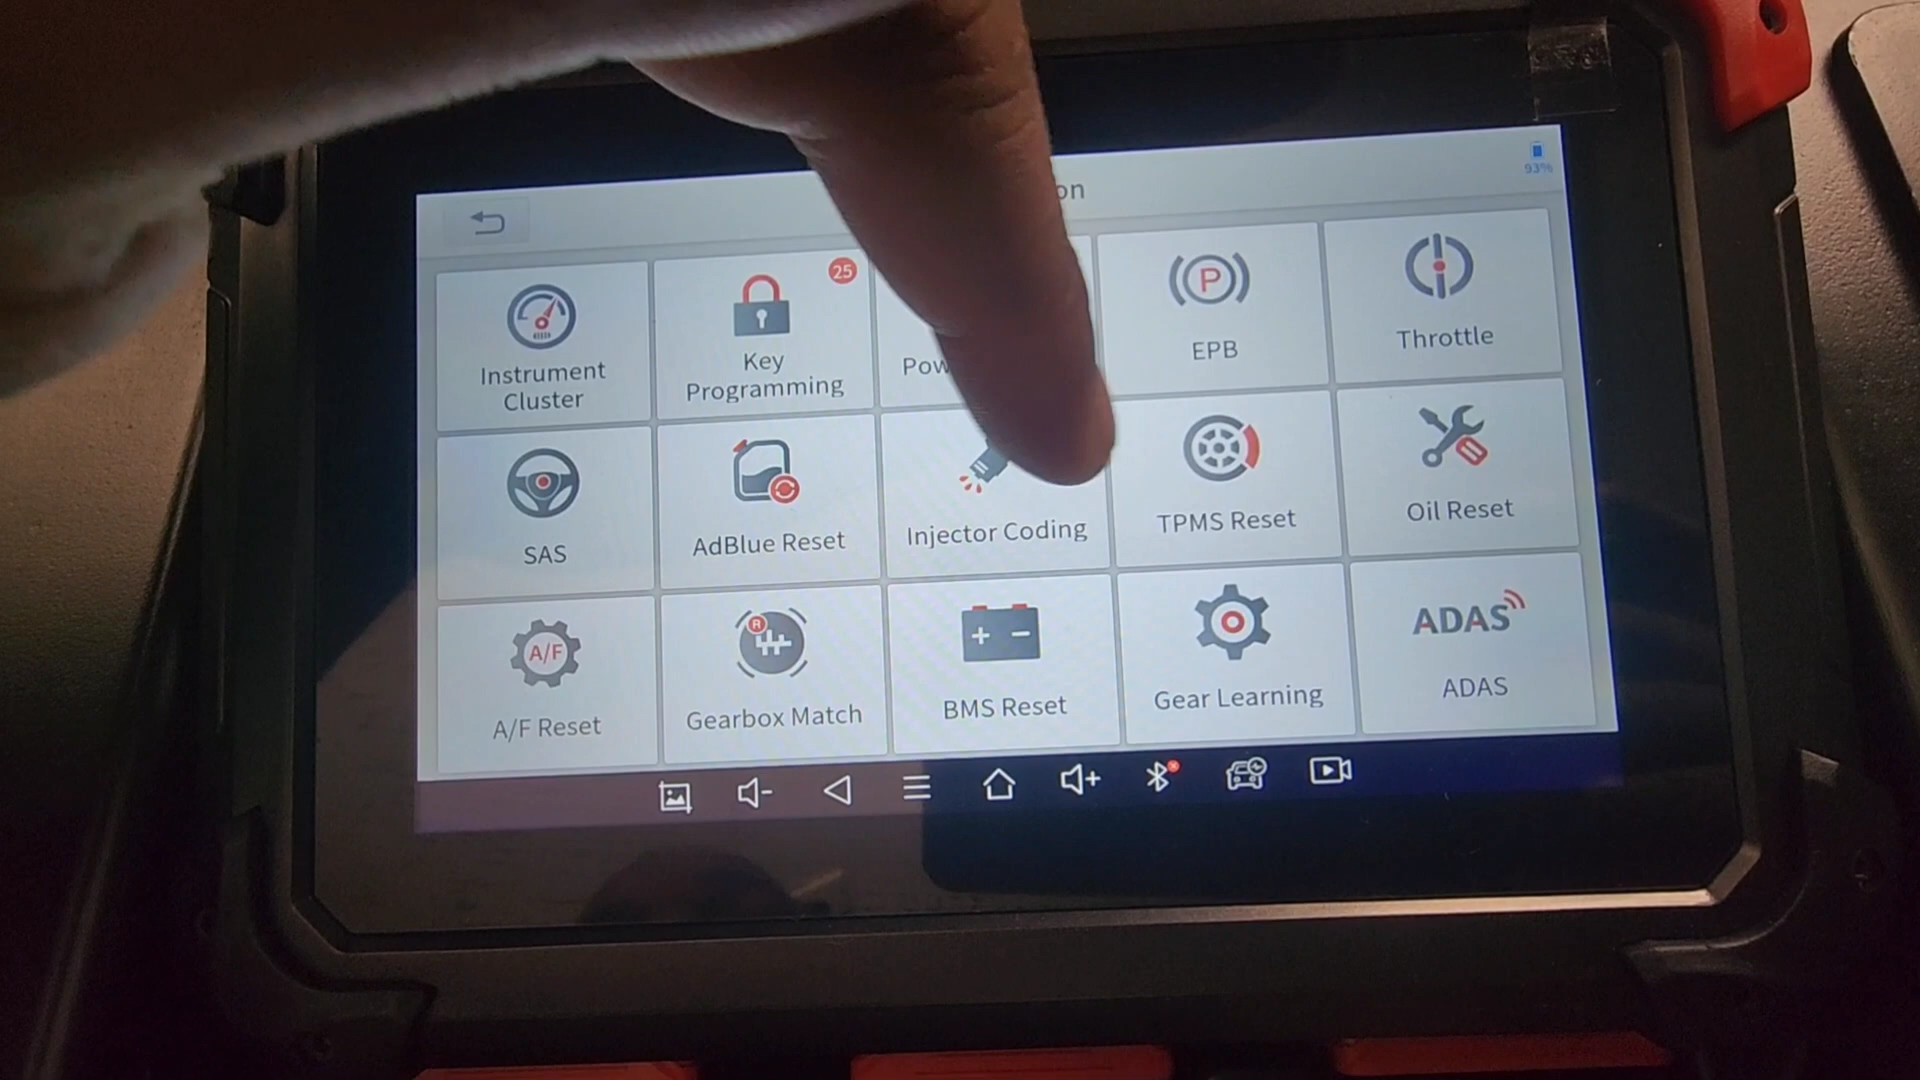 93%
25
Instrument
Cluster
Key
Programming
P
EPB
Throttle
SAS
AdBlue Reset
Injector Coding
TPMS Reset
Oil Reset
A/F
A/F Reset
R
Gearbox Match
+ -
BMS Reset
Gear Learning
ADAS
ADAS